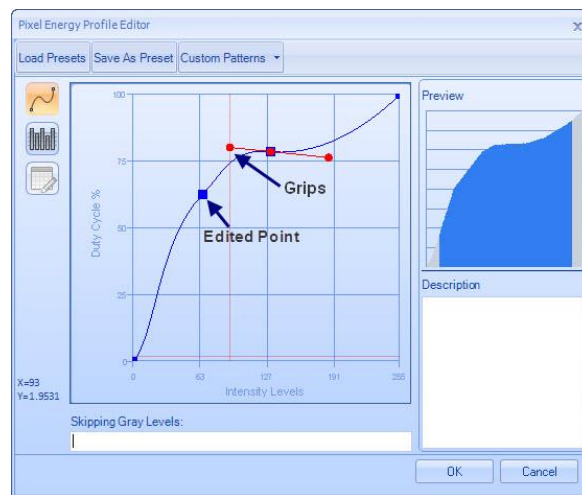 Pixel Energy Profile Editor
x
Load Presets Save As Preset Custom Patterns
100
75
50
25
0
Duty Cycle %
Grips
Edited Point
0 63 127 191 255
Intensity Levels
X=93
Y=1.9531
Preview
Description
Skipping Gray Levels:
OK Cancel